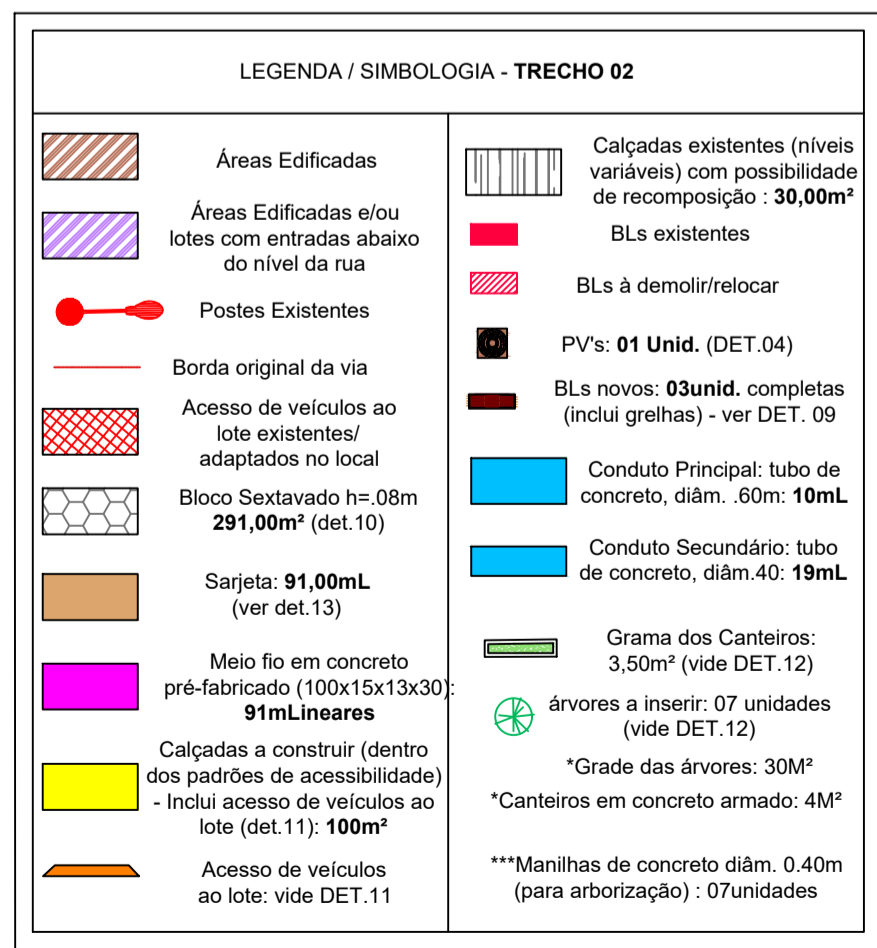 LEGENDA / SIMBOLOGIA - TRECHO 02
Áreas Edificadas
Áreas Edificadas e/ou
lotes com entradas abaixo
do nível da rua
Postes Existentes
Borda original da via
Acesso de veículos ao
lote existentes/
adaptados no local
Bloco Sextavado h=.08m
291,00m² (det.10)
Sarjeta: 91,00mL
(ver det.13)
Meio fio em concreto
pré-fabricado (100x15x13x30):
91mLineares
Calçadas a construir (dentro
dos padrões de acessibilidade)
- Inclui acesso de veículos ao
lote (det.11): 100m²
Acesso de veículos
ao lote: vide DET.11
Calçadas existentes (níveis
variáveis) com possibilidade
de recomposição : 30,00m²
BLs existentes
BLs à demolir/relocar
PV's: 01 Unid. (DET.04)
BLs novos: 03unid. completas
(inclui grelhas) - ver DET. 09
Conduto Principal: tubo de
concreto, diâm. .60m: 10mL
Conduto Secundário: tubo
de concreto, diâm.40: 19mL
Grama dos Canteiros:
3,50m² (vide DET.12)
árvores a inserir: 07 unidades
(vide DET.12)
*Grade das árvores: 30M²
*Canteiros em concreto armado: 4M²
***Manilhas de concreto diâm. 0.40m
(para arborização) : 07unidades